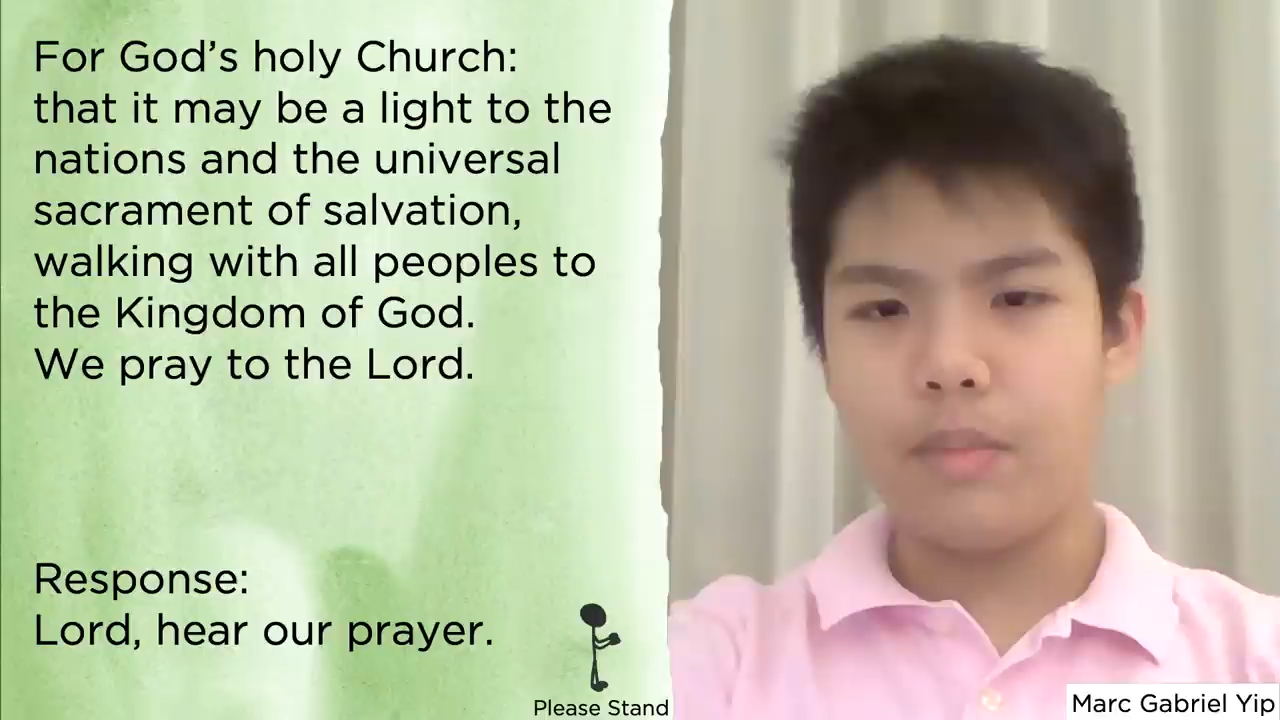 For God’s holy Church:
that it may be a light to the
nations and the universal
sacrament of salvation,
walking with all peoples to
the Kingdom of God.
We pray to the Lord.
Response:
Lord, hear our prayer.
Please Stand
Marc Gabriel Yip